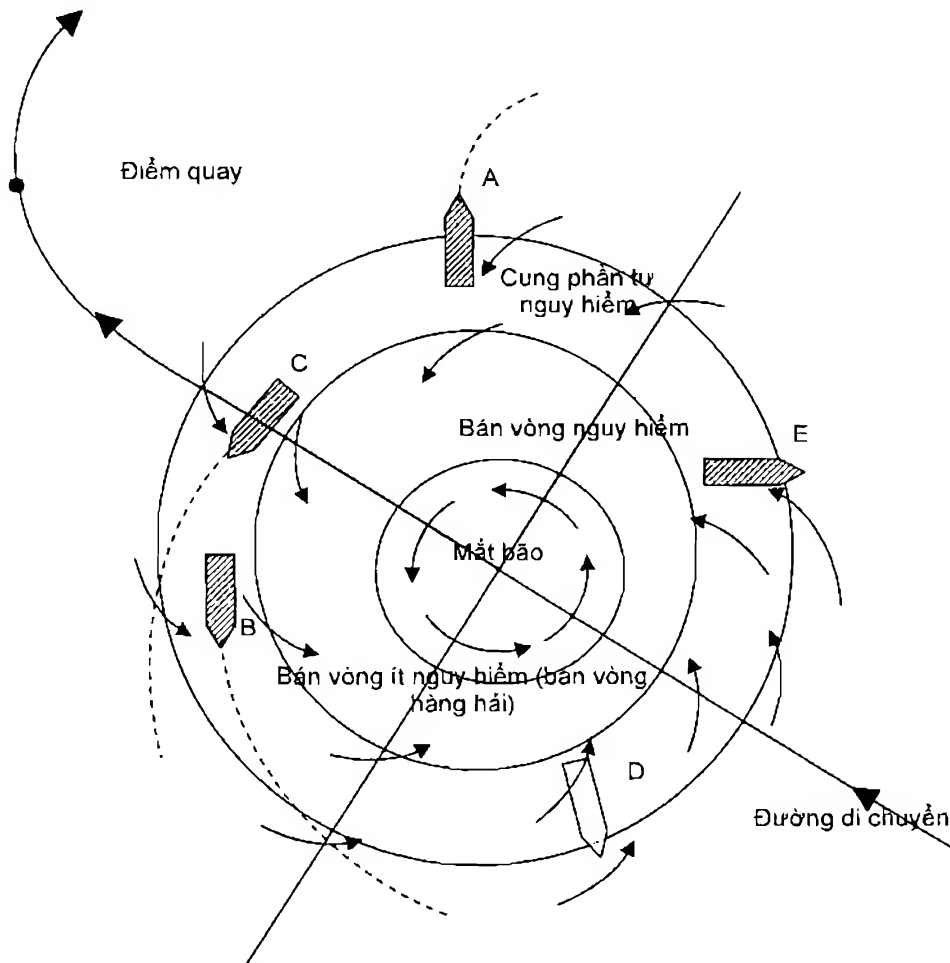 Điểm quay
A
Cung phần tư
nguy hiểm
C
Bán vòng nguy hiểm
E
Mắt bão
B
Bán vòng ít nguy hiểm (bán vòng
hàng hải)
D
Đường di chuyển